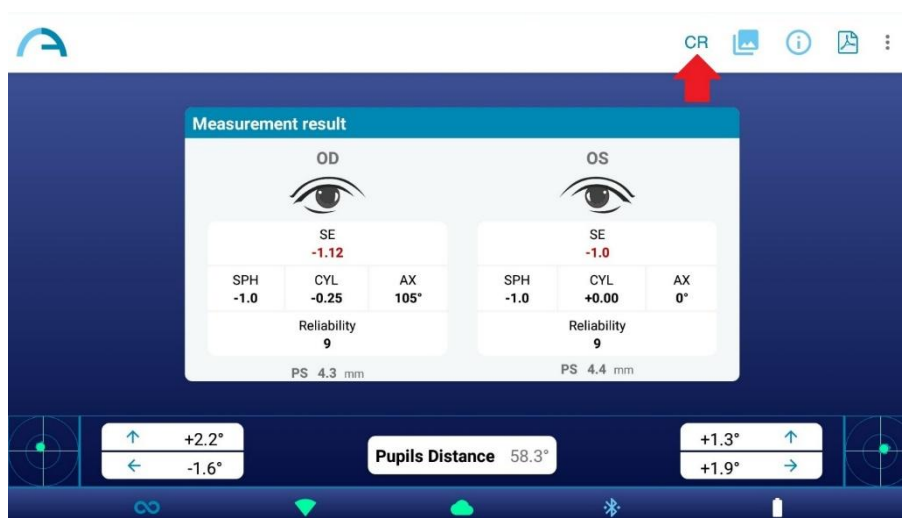 CR
Measurement result
OD OS
SE SE
-1.12 -1.0
SPH CYL AX SPH CYL AX
-1.0 -0.25 105° -1.0 +0.00 0°
Reliability Reliability
9 9
PS 4.3 mm PS 4.4 mm
+2.2° +1.3°
Pupils Distance 58.3°
-1.6° +1.9°